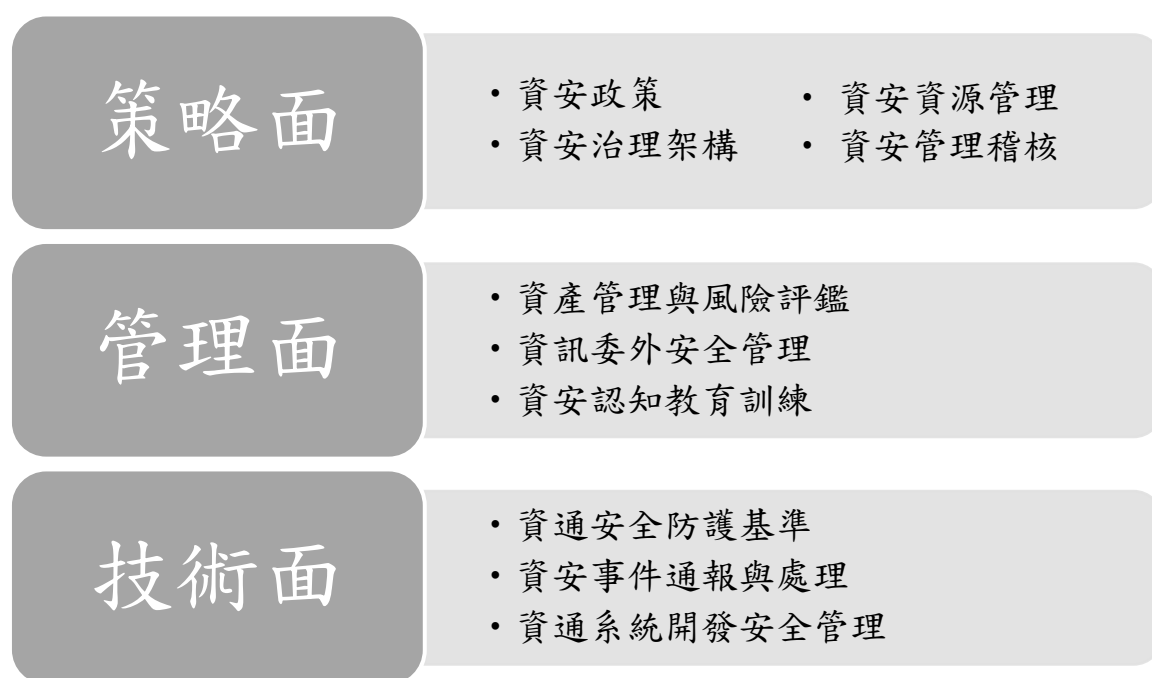 策略面
• 資安政策
• 資安治理架構
• 資安資源管理
• 資安管理稽核
管理面
• 資產管理與風險評鑑
• 資訊委外安全管理
• 資安認知教育訓練
技術面
• 資通安全防護基準
• 資安事件通報與處理
• 資通系統開發安全管理